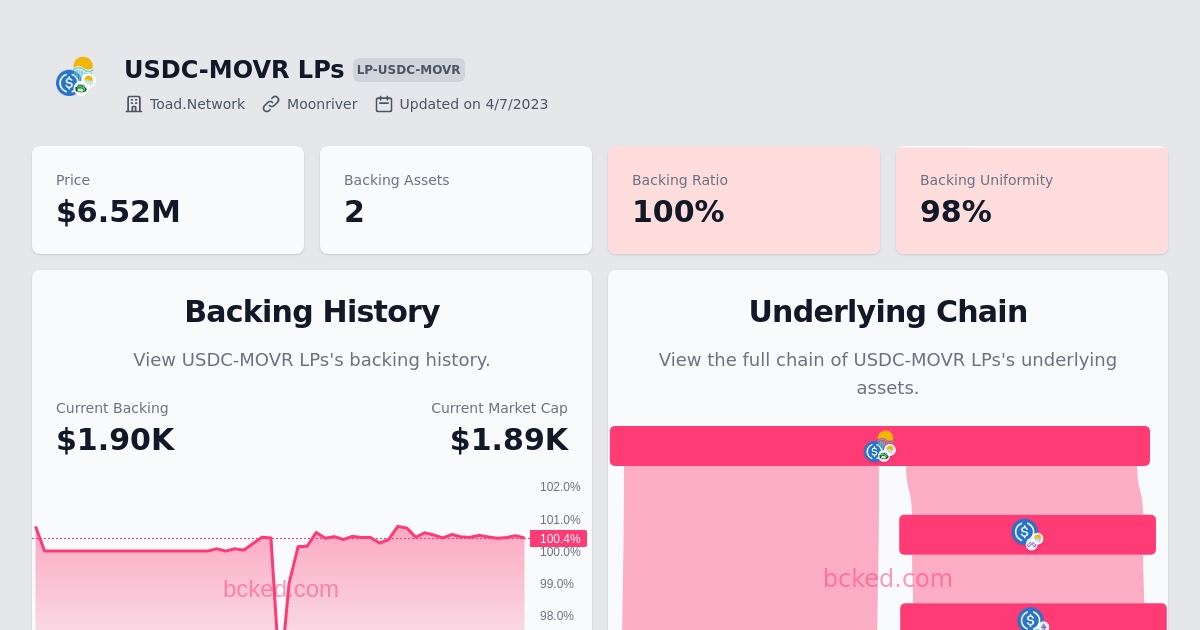 USDC-MOVR LPs LP-USDC-MOVR
Toad.Network Moonriver Updated on 4/7/2023
Price
$6.52M
Backing Assets
2
Backing Ratio
100%
Backing Uniformity
98%
Backing History
View USDC-MOVR LPs's backing history.
Current Backing
$1.90K
Current Market Cap
$1.89K
102.0%
101.0%
100.4%
100.0%
99.0%
98.0%
bcked.com
Underlying Chain
View the full chain of USDC-MOVR LPs's underlying
assets.
bcked.com